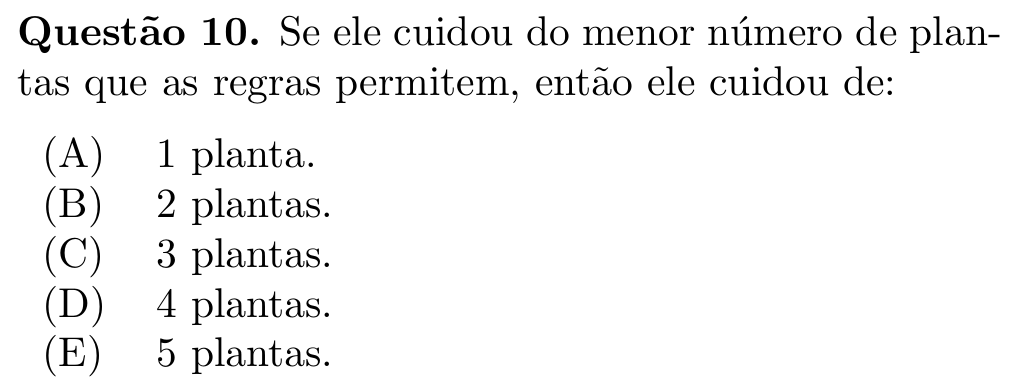 Questão 10. Se ele cuidou do menor número de plan-
tas que as regras permitem, então ele cuidou de:
(A) 1 planta.
(B) 2 plantas.
(C) 3 plantas.
(D) 4 plantas.
(E) 5 plantas.